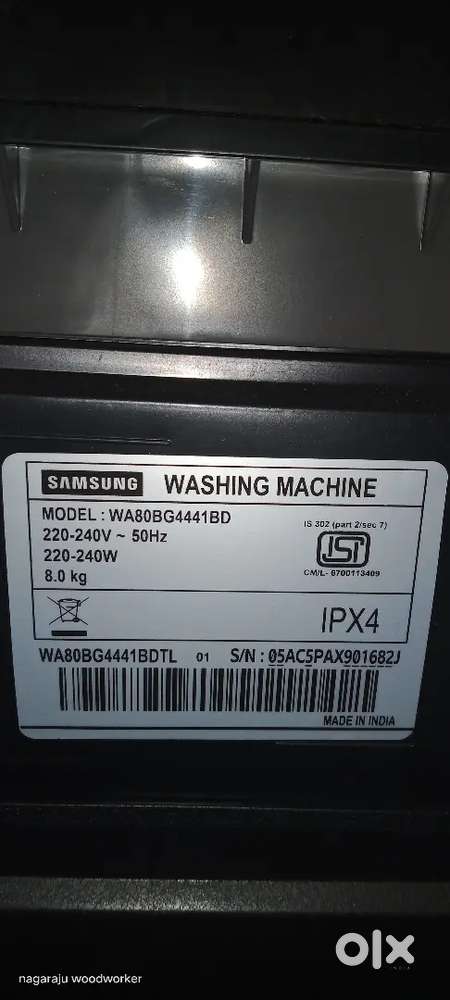 SAMSUNG WASHING MACHINE
MODEL : WA80BG4441BD
220-240V ~ 50Hz
220-240W
8.0 kg
IS 302 (part 2/sec 7)
ISI
CM/L- 6700113409
IPX4
WA80BG4441BDTL 01 S/N : 05AC5PAX901682J
MADE IN INDIA
olx
INDIA
nagaraju woodworker